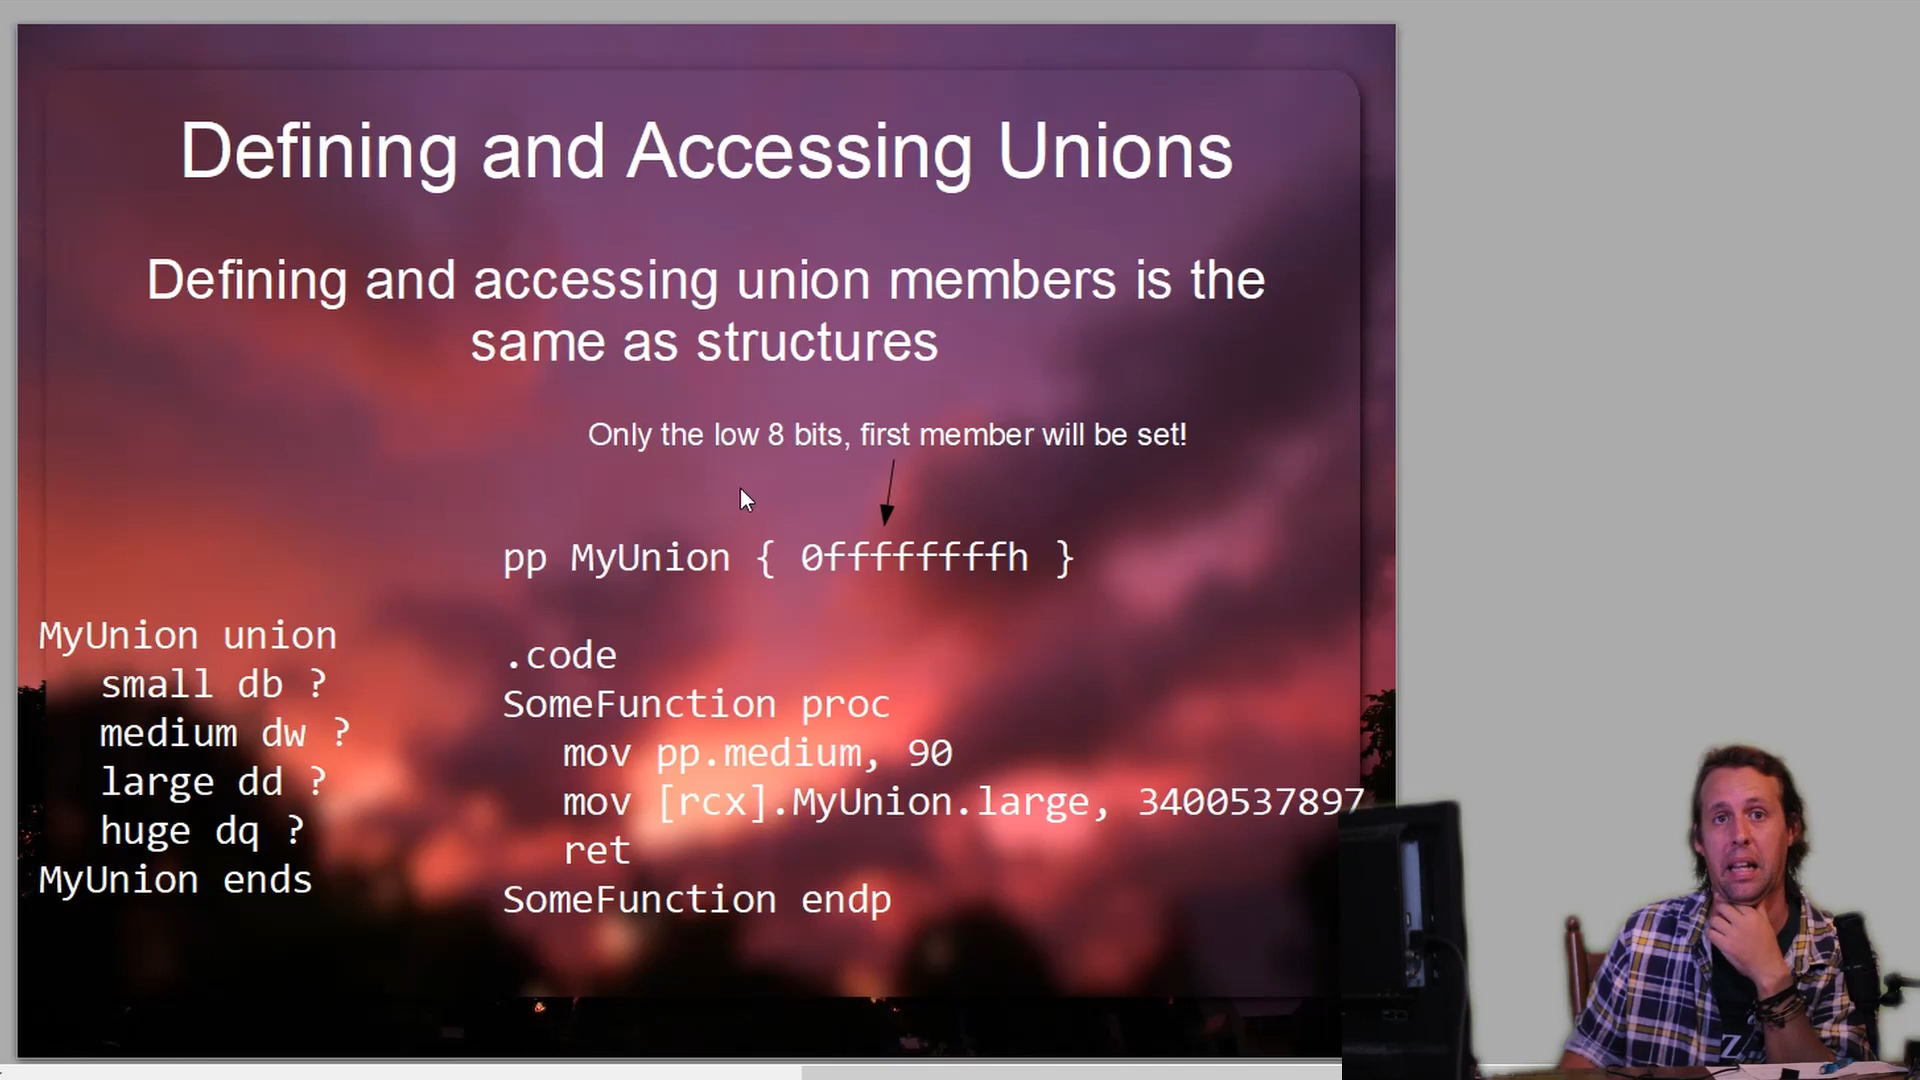 Defining and Accessing Unions
Defining and accessing union members is the
same as structures
Only the low 8 bits, first member will be set!
pp MyUnion { 0ffffffffh }
MyUnion union
small db ?
medium dw ?
large dd ?
huge dq ?
MyUnion ends
.code
SomeFunction proc
mov pp.medium, 90
mov [rcx].MyUnion.large, 3400537897
ret
SomeFunction endp
Z